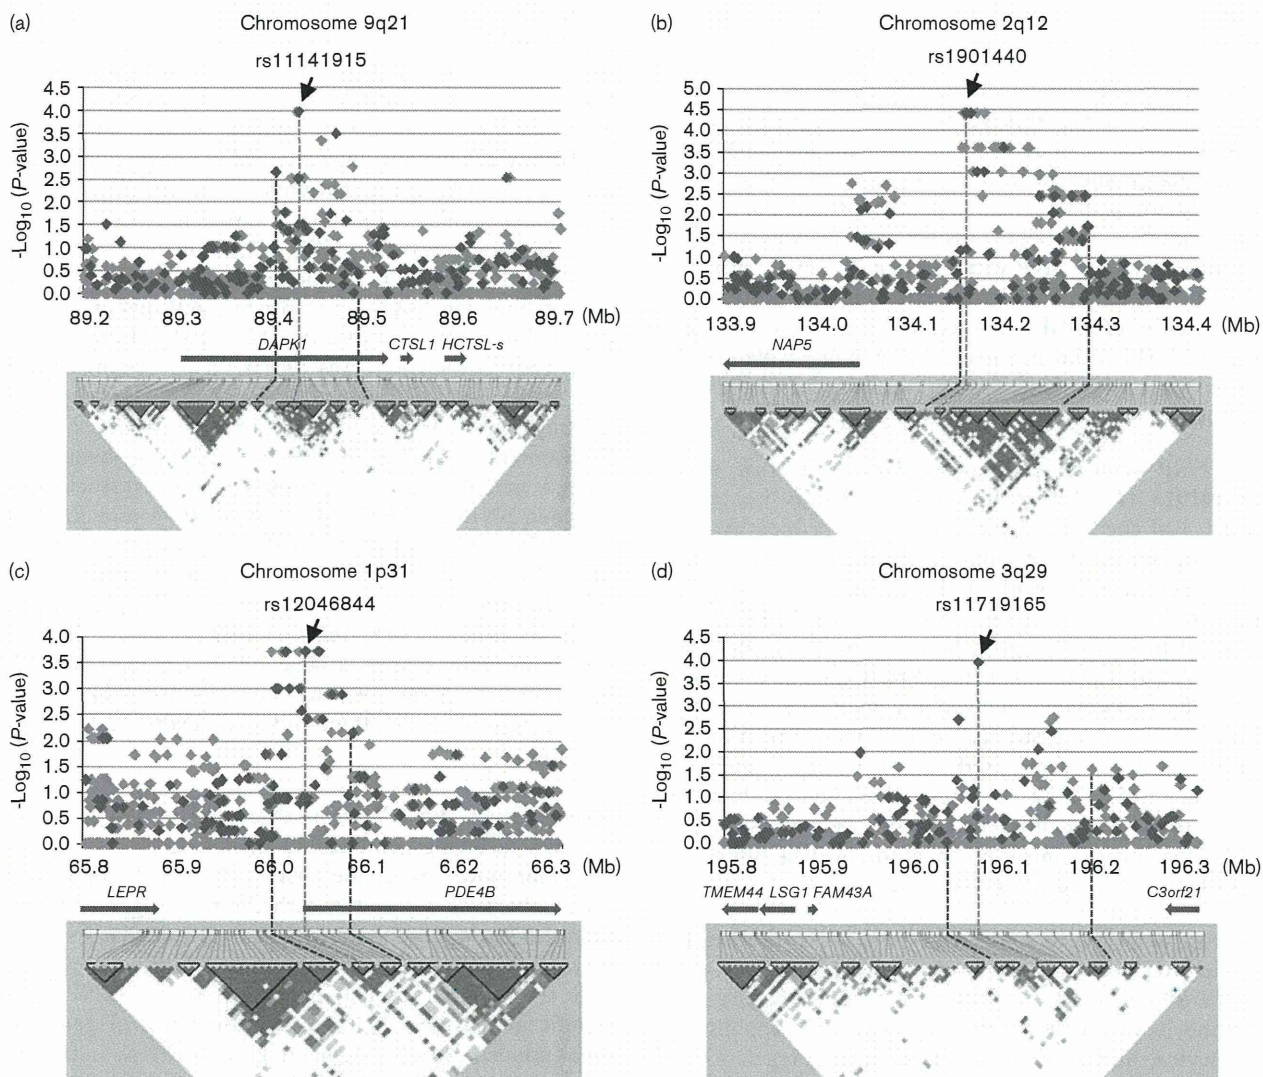 (a)
Chromosome 9q21
rs11141915
-Log10 (P-value)
4.5
4.0
3.5
3.0
2.5
2.0
1.5
1.0
0.5
0.0
89.2 89.3 89.4 89.5 89.6 89.7 (Mb)
DAPK1 CTSL1 HCTSL-s
(b)
Chromosome 2q12
rs1901440
-Log10 (P-value)
5.0
4.5
4.0
3.5
3.0
2.5
2.0
1.5
1.0
0.5
0.0
133.9 134.0 134.1 134.2 134.3 134.4 (Mb)
NAP5
(c)
Chromosome 1p31
rs12046844
-Log10 (P-value)
4.0
3.5
3.0
2.5
2.0
1.5
1.0
0.5
0.0
65.8 65.9 66.0 66.1 66.2 66.3 (Mb)
LEPR PDE4B
(d)
Chromosome 3q29
rs11719165
-Log10 (P-value)
4.5
4.0
3.5
3.0
2.5
2.0
1.5
1.0
0.5
0.0
195.8 195.9 196.0 196.1 196.2 196.3 (Mb)
TMEM44 LSG1 FAM43A C3orf21